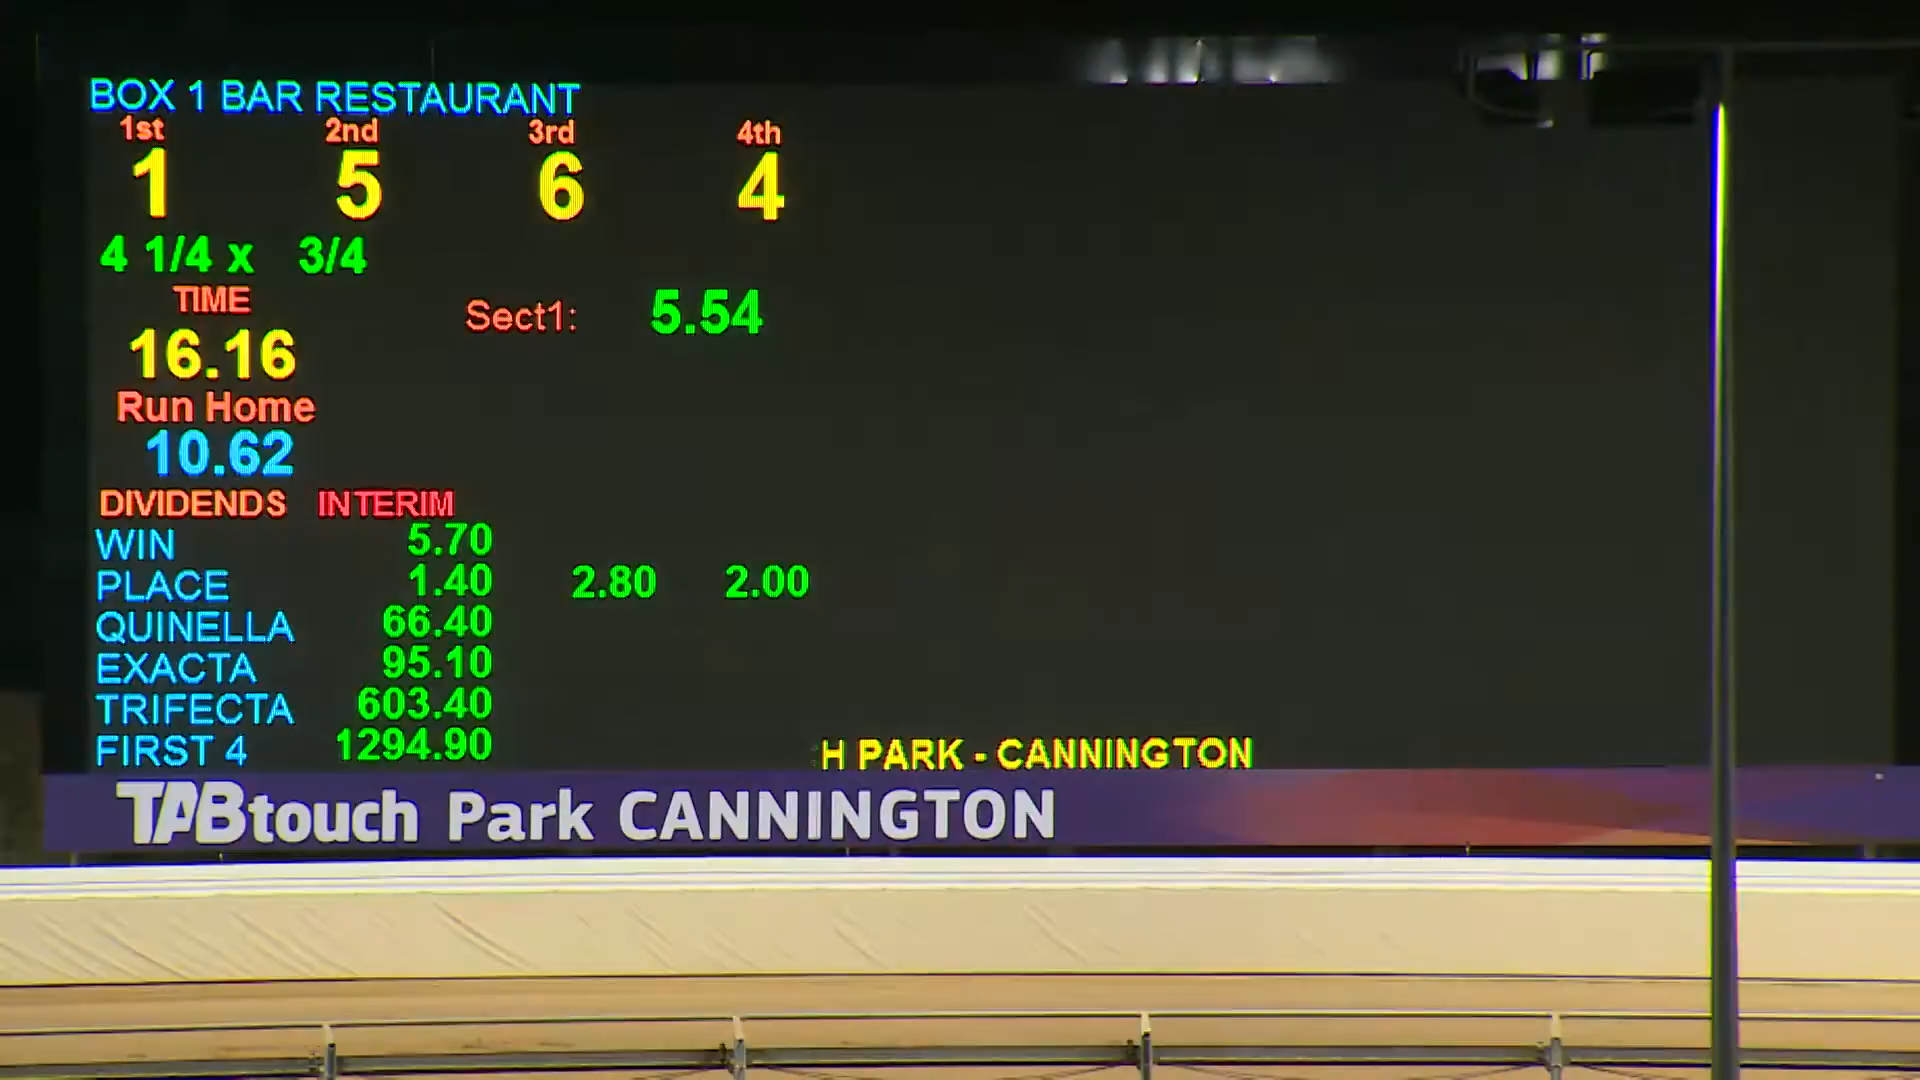 BOX 1 BAR RESTAURANT
1st 2nd 3rd 4th
1 5 6 4
4 1/4 x 3/4
TIME
Sect1: 5.54
16.16
Run Home
10.62
DIVIDENDS INTERIM
WIN 5.70
PLACE 1.40 2.80 2.00
QUINELLA 66.40
EXACTA 95.10
TRIFECTA 603.40
FIRST 4 1294.90
H PARK - CANNINGTON
TABtouch Park CANNINGTON